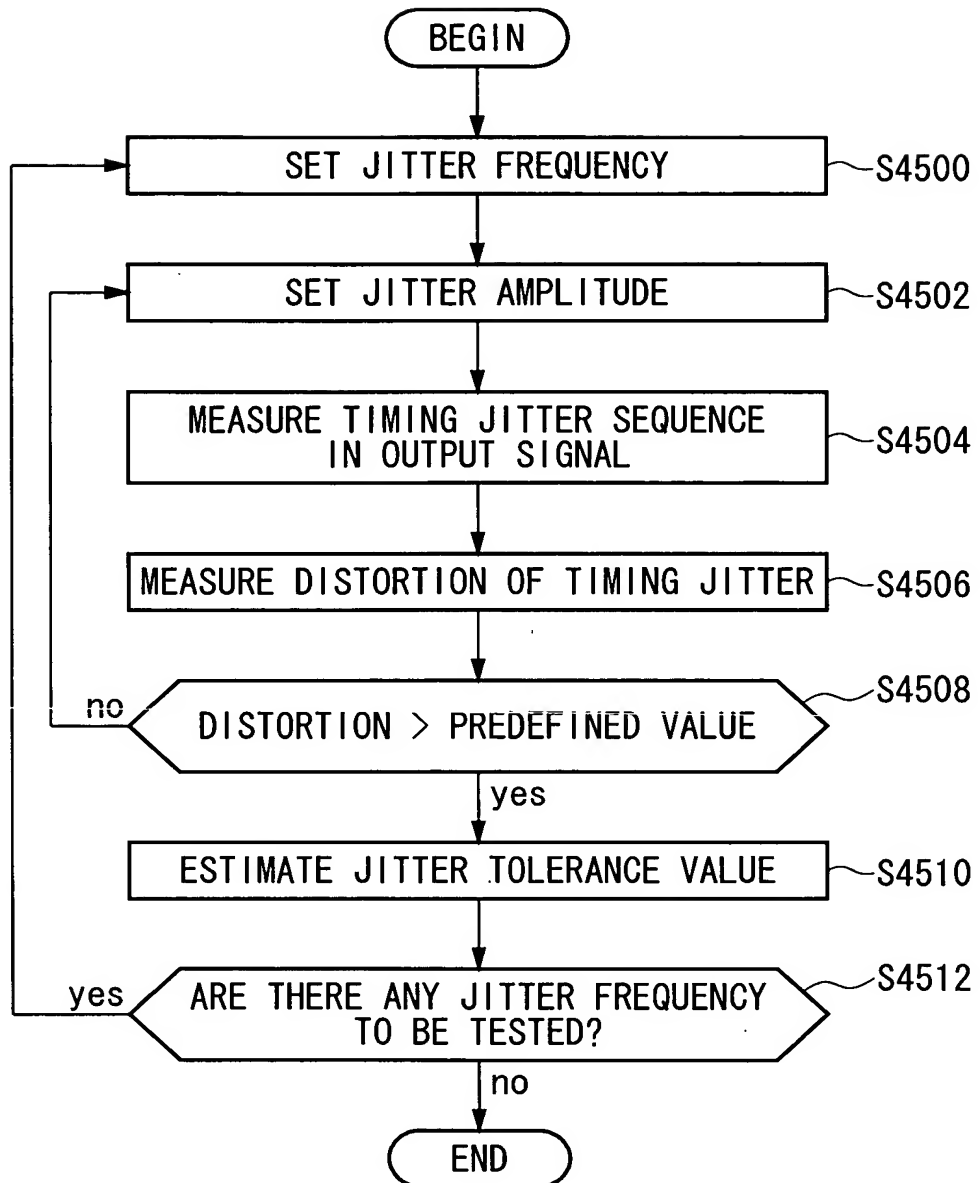 BEGIN
SET JITTER FREQUENCY
S4500
SET JITTER AMPLITUDE
S4502
MEASURE TIMING JITTER SEQUENCE
IN OUTPUT SIGNAL
S4504
MEASURE DISTORTION OF TIMING JITTER
S4506
S4508
no
DISTORTION > PREDEFINED VALUE
yes
ESTIMATE JITTER TOLERANCE VALUE
S4510
S4512
yes
ARE THERE ANY JITTER FREQUENCY
TO BE TESTED?
no
END